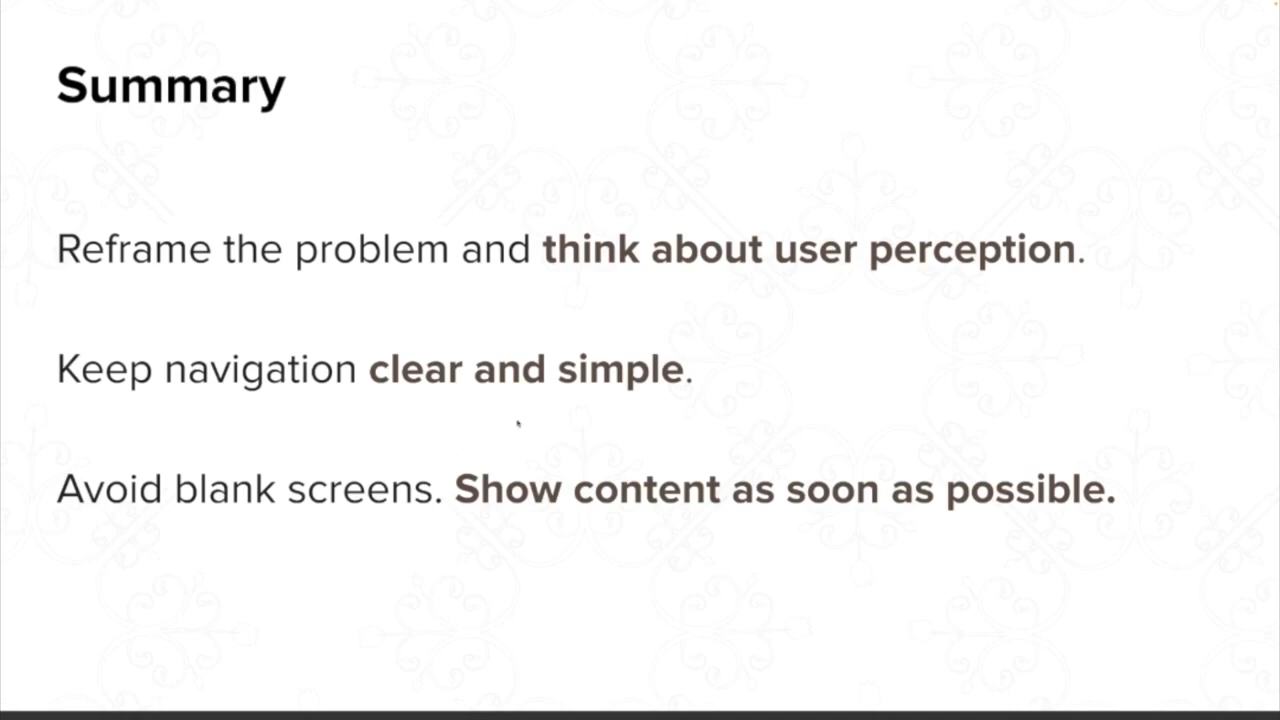 Summary
Reframe the problem and think about user perception.
Keep navigation clear and simple.
Avoid blank screens. Show content as soon as possible.